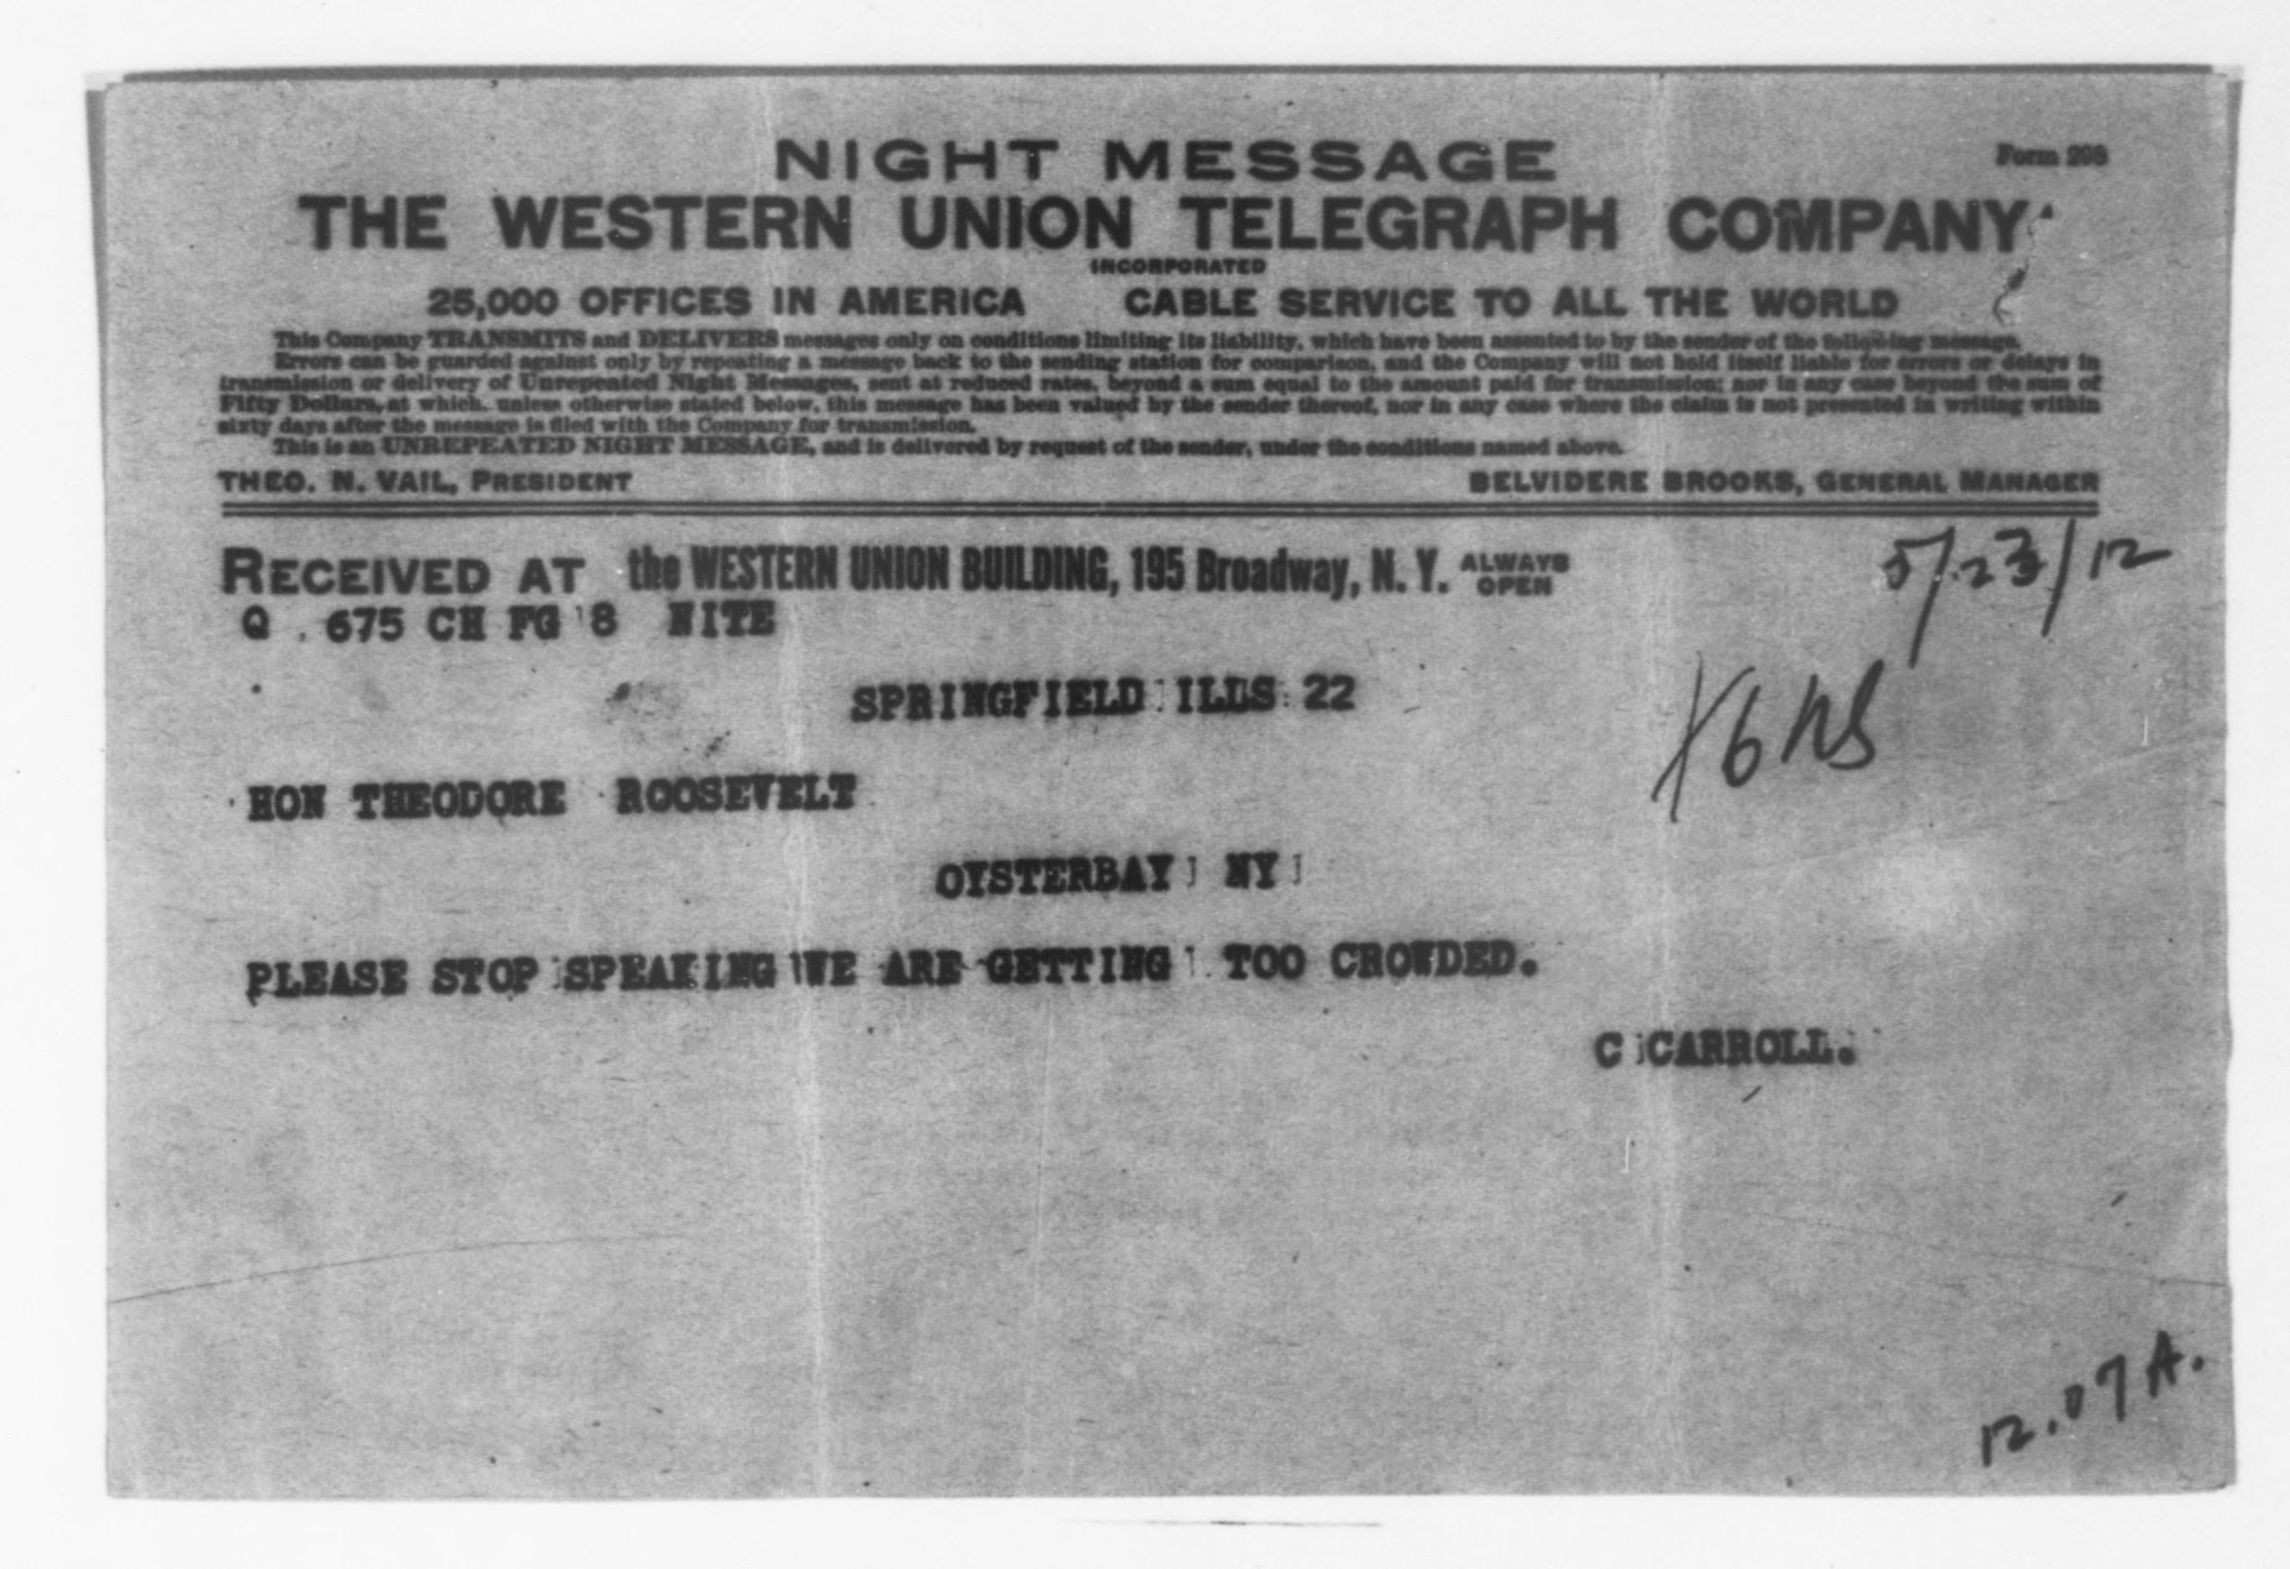 NIGHT MESSAGE
Form 298
THE WESTERN UNION TELEGRAPH COMPANY
INCORPORATED
25,000 OFFICES IN AMERICA CABLE SERVICE TO ALL THE WORLD
This Company TRANSMITS and DELIVERS messages only on conditions limiting its liability, which have been assented to by the sender of the following message.
Errors can be guarded against only by repeating a message back to the sending station for comparison, and the Company will not hold itself liable for errors or delays in
transmission or delivery of Unrepeated Night Messages, sent at reduced rates, beyond a sum equal to the amount paid for transmission; nor in any case beyond the sum of
Fifty Dollars, at which, unless otherwise stated below, this message has been valued by the sender thereof, nor in any case where the claim is not presented in writing within
sixty days after the message is filed with the Company for transmission.
This is an UNREPEATED NIGHT MESSAGE, and is delivered by request of the sender, under the conditions named above.
THEO. N. VAIL, PRESIDENT BELVIDERE BROOKS, GENERAL MANAGER
RECEIVED AT the WESTERN UNION BUILDING, 195 Broadway, N. Y. ALWAYS OPEN
5/23/12
Q . 675 CH FG 8 NITE
SPRINGFIELD ILLS 22
HON THEODORE ROOSEVELT
OYSTERBAY NY
PLEASE STOP SPEAKING WE ARE GETTING TOO CROWDED.
C CARROLL.
12.07 A.